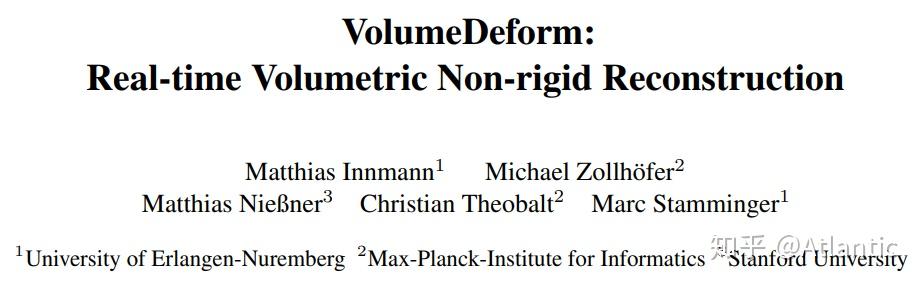 VolumeDeform:
Real-time Volumetric Non-rigid Reconstruction
Matthias Innmann¹ Michael Zollhöfer²
Matthias Nießner³ Christian Theobalt² Marc Stamminger¹
¹University of Erlangen-Nuremberg ²Max-Planck-Institute for Informatics ³Stanford University
知乎 @Atlantic